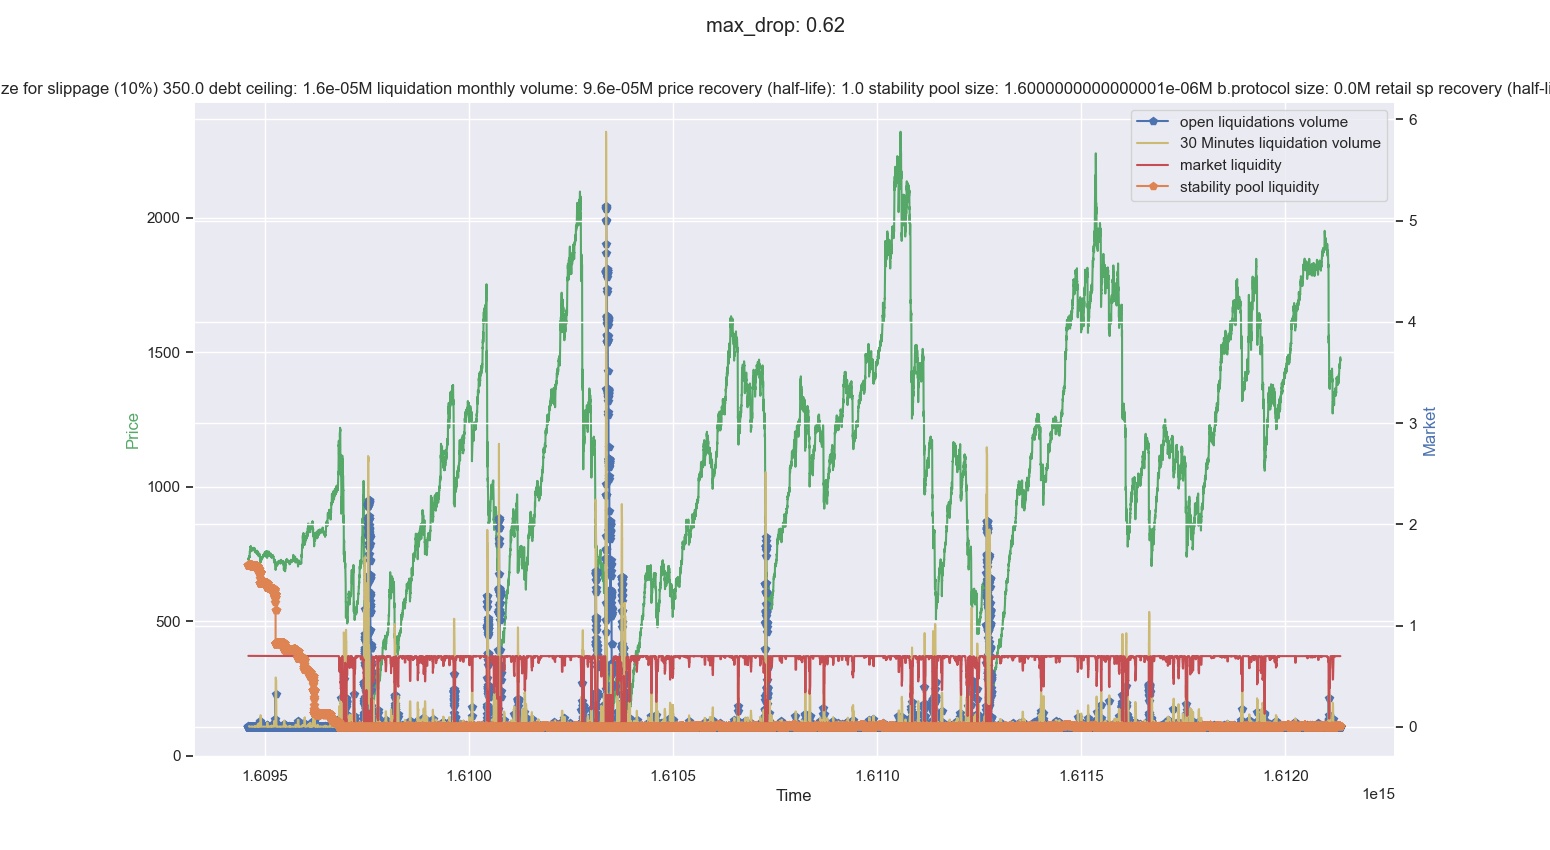 max_drop: 0.62
ze for slippage (10%) 350.0 debt ceiling: 1.6e-05M liquidation monthly volume: 9.6e-05M price recovery (half-life): 1.0 stability pool size: 1.6000000000000001e-06M b.protocol size: 0.0M retail sp recovery (half-li
open liquidations volume
30 Minutes liquidation volume
market liquidity
stability pool liquidity
Price
2000
1500
1000
500
0
Market
6
5
4
3
2
1
0
1.6095
1.6100
1.6105
1.6110
1.6115
1.6120
Time
1e15